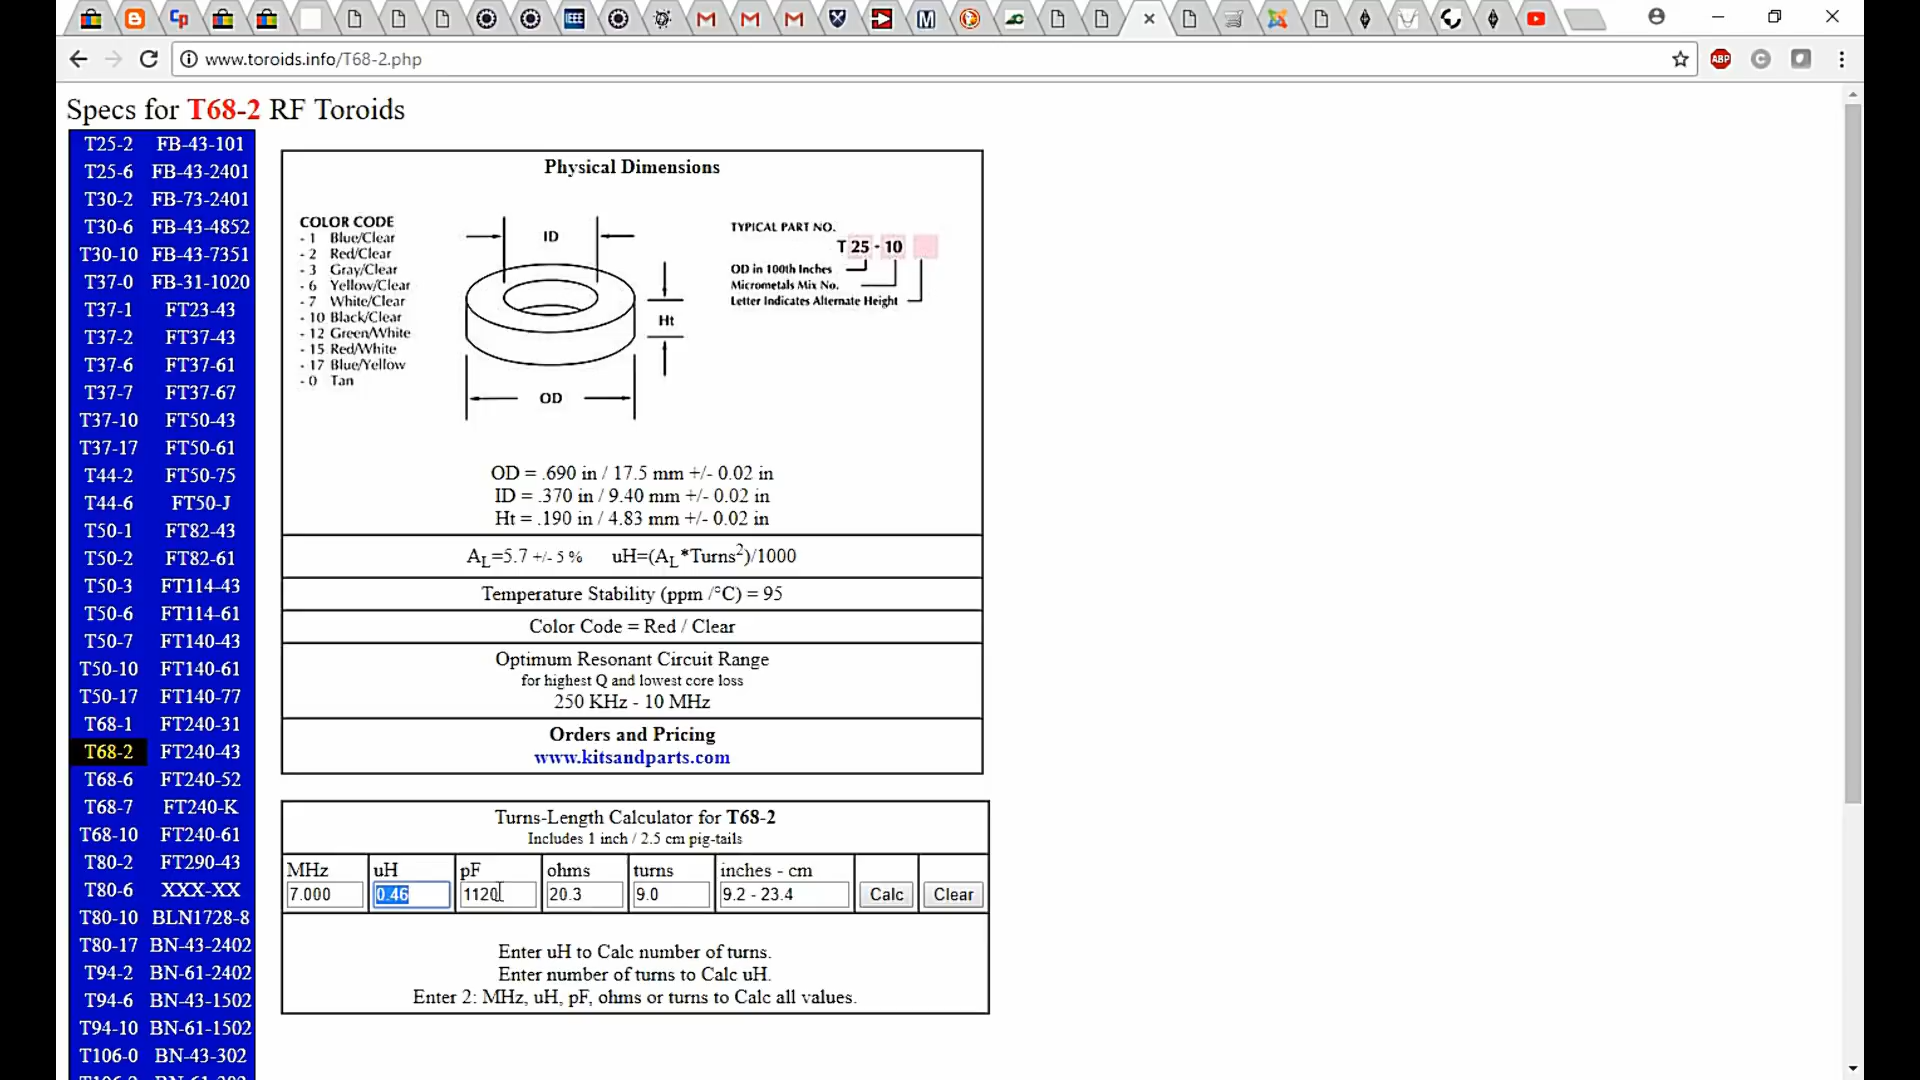 www.toroids.info/T68-2.php
ABP
Specs for T68-2 RF Toroids
T25-2 FB-43-101
T25-6 FB-43-2401
T30-2 FB-73-2401
T30-6 FB-43-4852
T30-10 FB-43-7351
T37-0 FB-31-1020
T37-1 FT23-43
T37-2 FT37-43
T37-6 FT37-61
T37-7 FT37-67
T37-10 FT50-43
T37-17 FT50-61
T44-2 FT50-75
T44-6 FT50-J
T50-1 FT82-43
T50-2 FT82-61
T50-3 FT114-43
T50-6 FT114-61
T50-7 FT140-43
T50-10 FT140-61
T50-17 FT140-77
T68-1 FT240-31
T68-2 FT240-43
T68-6 FT240-52
T68-7 FT240-K
T68-10 FT240-61
T80-2 FT290-43
T80-6 XXX-XX
T80-10 BLN1728-8
T80-17 BN-43-2402
T94-2 BN-61-2402
T94-6 BN-43-1502
T94-10 BN-61-1502
T106-0 BN-43-302
Physical Dimensions
COLOR CODE
- 1 Blue/Clear
- 2 Red/Clear
- 3 Gray/Clear
- 6 Yellow/Clear
- 7 White/Clear
- 10 Black/Clear
- 12 Green/White
- 15 Red/White
- 17 Blue/Yellow
- 0 Tan
ID
Ht
OD
TYPICAL PART NO.
T 25 - 10
OD in 100th Inches
Micrometals Mix No.
Letter Indicates Alternate Height
OD = .690 in / 17.5 mm +/- 0.02 in
ID = .370 in / 9.40 mm +/- 0.02 in
Ht = .190 in / 4.83 mm +/- 0.02 in
AL=5.7 +/- 5 % uH=(AL*Turns2)/1000
Temperature Stability (ppm /°C) = 95
Color Code = Red / Clear
Optimum Resonant Circuit Range
for highest Q and lowest core loss
250 KHz - 10 MHz
Orders and Pricing
www.kitsandparts.com
Turns-Length Calculator for T68-2
Includes 1 inch / 2.5 cm pig-tails
MHz uH pF ohms turns inches - cm
7.000 0.46 1120 20.3 9.0 9.2 - 23.4 Calc Clear
Enter uH to Calc number of turns.
Enter number of turns to Calc uH.
Enter 2: MHz, uH, pF, ohms or turns to Calc all values.